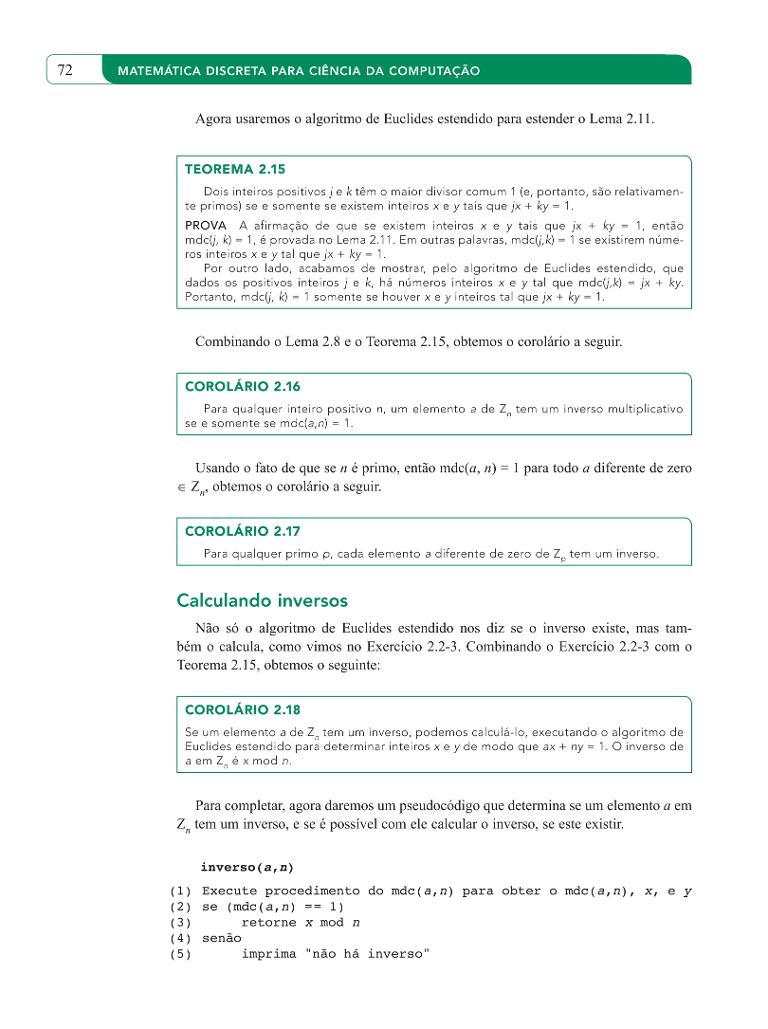 72
MATEMÁTICA DISCRETA PARA CIÊNCIA DA COMPUTAÇÃO
Agora usaremos o algoritmo de Euclides estendido para estender o Lema 2.11.
TEOREMA 2.15
Dois inteiros positivos j e k têm o maior divisor comum 1 (e, portanto, são relativamen-
te primos) se e somente se existem inteiros x e y tais que jx + ky = 1.
PROVA A afirmação de que se existem inteiros x e y tais que jx + ky = 1, então
mdc(j, k) = 1, é provada no Lema 2.11. Em outras palavras, mdc(j,k) = 1 se existirem núme-
ros inteiros x e y tal que jx + ky = 1.
Por outro lado, acabamos de mostrar, pelo algoritmo de Euclides estendido, que
dados os positivos inteiros j e k, há números inteiros x e y tal que mdc(j,k) = jx + ky.
Portanto, mdc(j, k) = 1 somente se houver x e y inteiros tal que jx + ky = 1.
Combinando o Lema 2.8 e o Teorema 2.15, obtemos o corolário a seguir.
COROLÁRIO 2.16
Para qualquer inteiro positivo n, um elemento a de Zn tem um inverso multiplicativo
se e somente se mdc(a,n) = 1.
Usando o fato de que se n é primo, então mdc(a, n) = 1 para todo a diferente de zero
∈ Zn, obtemos o corolário a seguir.
COROLÁRIO 2.17
Para qualquer primo p, cada elemento a diferente de zero de Zp tem um inverso.
Calculando inversos
Não só o algoritmo de Euclides estendido nos diz se o inverso existe, mas tam-
bém o calcula, como vimos no Exercício 2.2-3. Combinando o Exercício 2.2-3 com o
Teorema 2.15, obtemos o seguinte:
COROLÁRIO 2.18
Se um elemento a de Zn tem um inverso, podemos calculá-lo, executando o algoritmo de
Euclides estendido para determinar inteiros x e y de modo que ax + ny = 1. O inverso de
a em Zn é x mod n.
Para completar, agora daremos um pseudocódigo que determina se um elemento a em
Zn tem um inverso, e se é possível com ele calcular o inverso, se este existir.
inverso(a,n)
(1) Execute procedimento do mdc(a,n) para obter o mdc(a,n), x, e y
(2) se (mdc(a,n) == 1)
(3) retorne x mod n
(4) senão
(5) imprima "não há inverso"